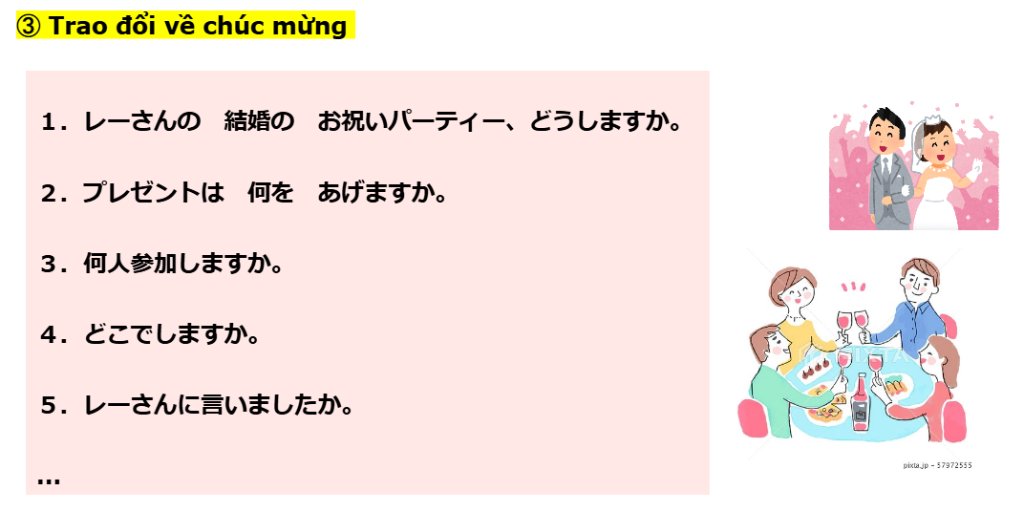 ③ Trao đổi về chúc mừng
１．レーさんの　結婚の　お祝いパーティー、どうしますか。
２．プレゼントは　何を　あげますか。
３．何人参加しますか。
４．どこでしますか。
５．レーさんに言いましたか。
...
pixta.jp - 37972555